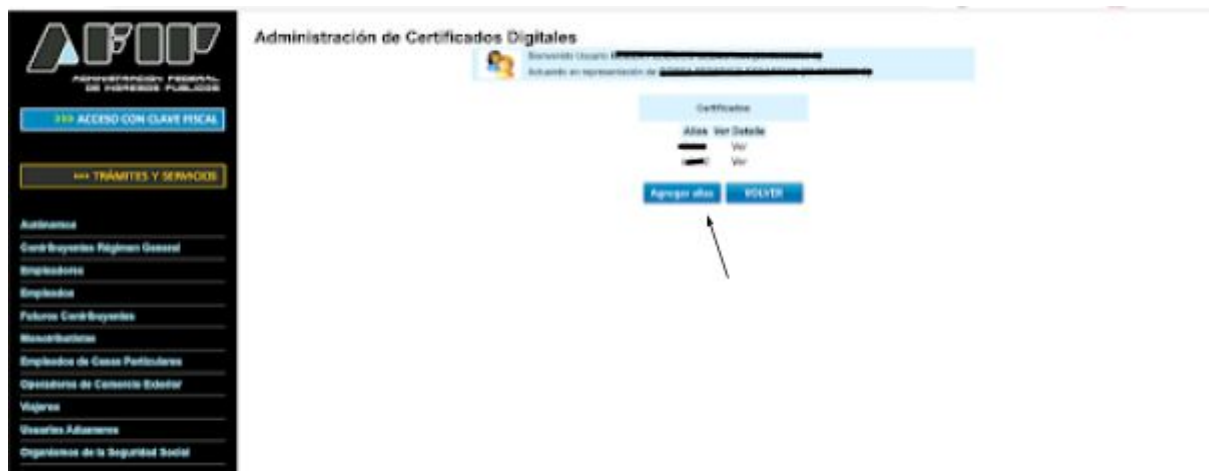 AFIP
ADMINISTRACION FEDERAL
DE INGRESOS PUBLICOS
>>> ACCESO CON CLAVE FISCAL
>>> TRÁMITES Y SERVICIOS
Autónomos
Contribuyentes Régimen General
Empleadores
Empleados
Futuros Contribuyentes
Monotributistas
Empleados de Casas Particulares
Operadores de Comercio Exterior
Viajeros
Usuarios Aduaneros
Organismos de la Seguridad Social
Administración de Certificados Digitales
Bienvenido Usuario
Actuando en representación de
Certificados
Alias Ver Detalle
Ver
Ver
Agregar alias VOLVER